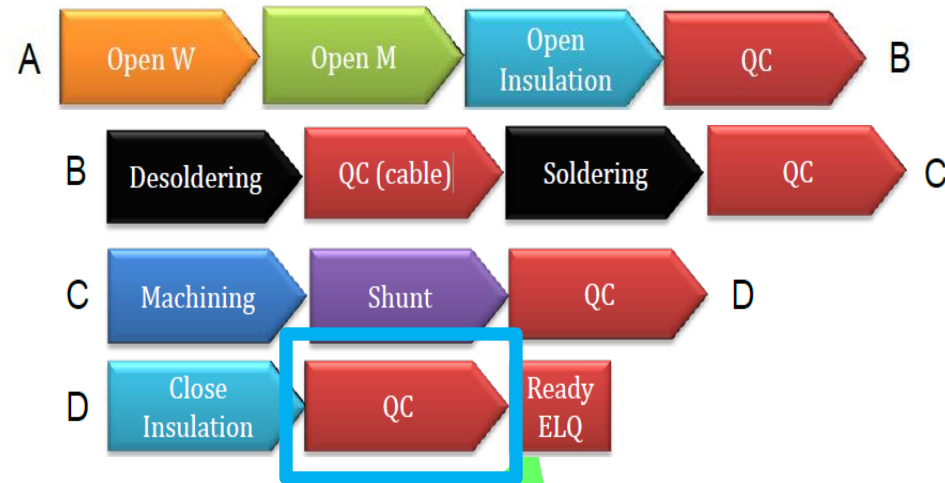 A Open W Open M Open QC B
Insulation
B Desoldering QC (cable) Soldering QC C
C Machining Shunt QC D
D Close QC Ready
Insulation ELQ